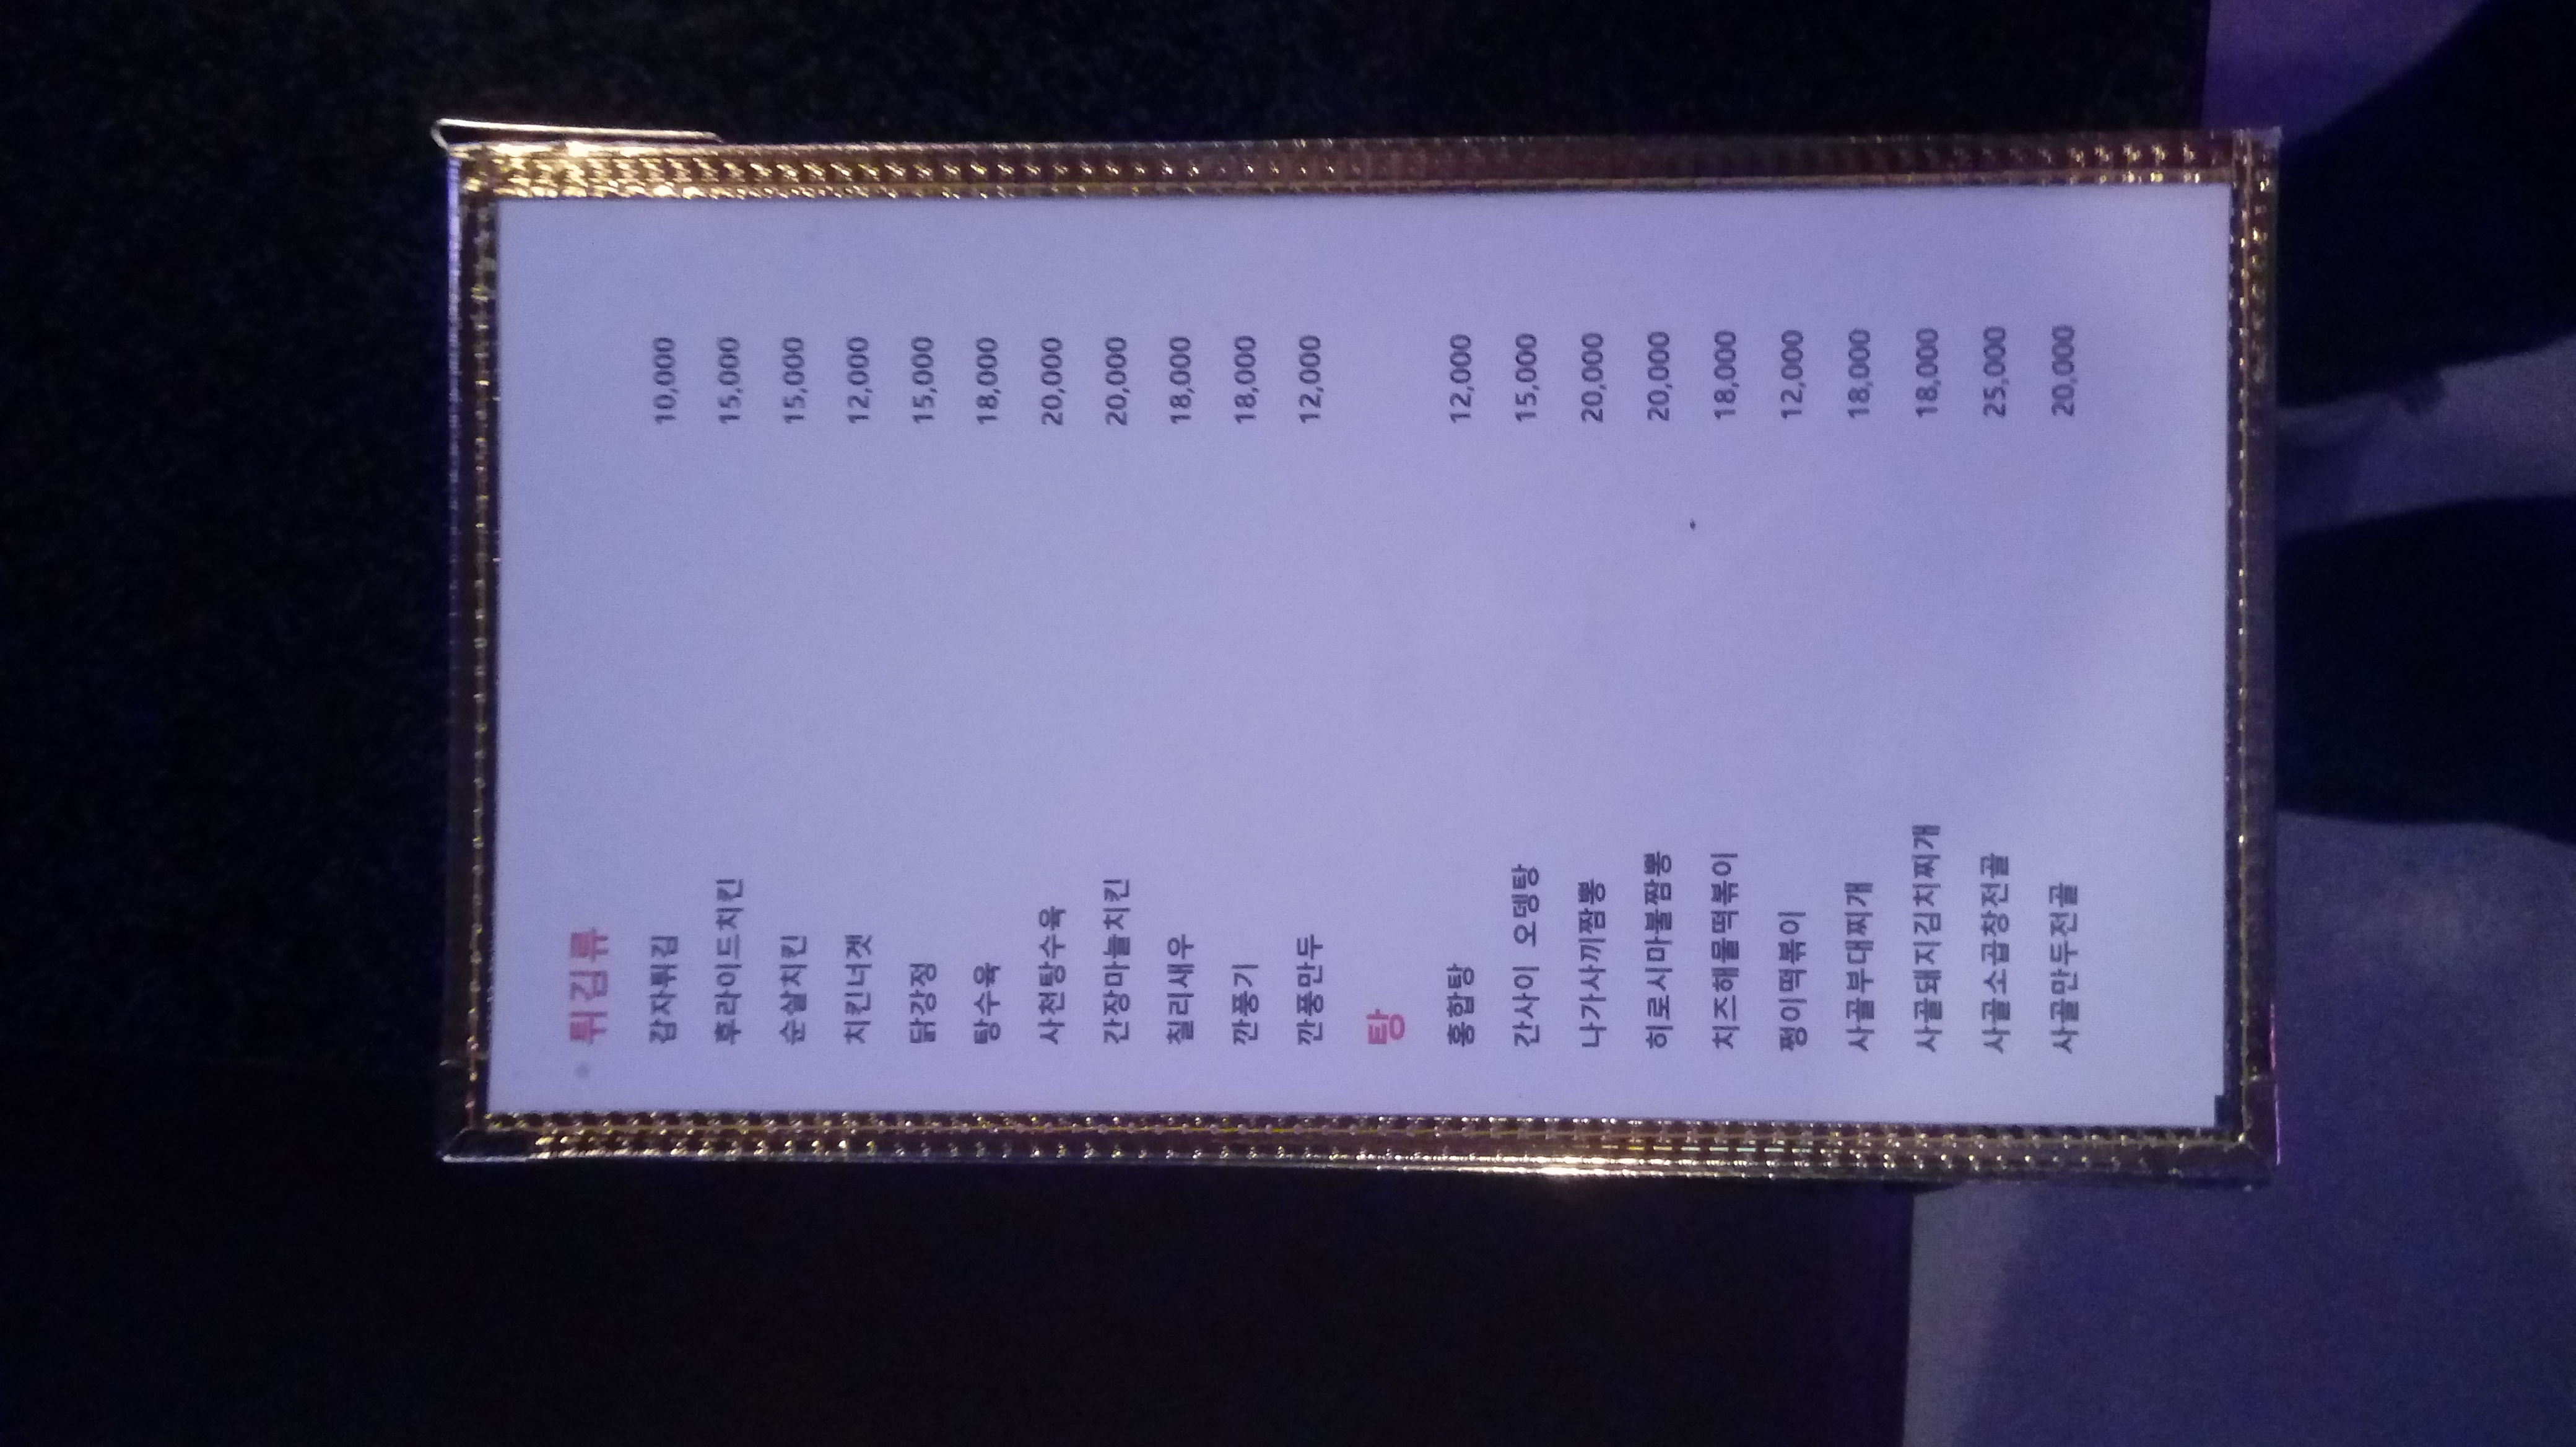 튀김류
감자튀김 10,000
후라이드치킨 15,000
순살치킨 15,000
치킨너겟 12,000
닭강정 15,000
탕수육 18,000
사천탕수육 20,000
간장마늘치킨 20,000
칠리새우 18,000
깐풍기 18,000
깐풍만두 12,000
탕
홍합탕 12,000
간사이 오뎅탕 15,000
나가사끼짬뽕 20,000
히로시마불짬뽕 20,000
치즈해물떡볶이 18,000
쩡이떡볶이 12,000
사골부대찌개 18,000
사골돼지김치찌개 18,000
사골소곱창전골 25,000
사골만두전골 20,000